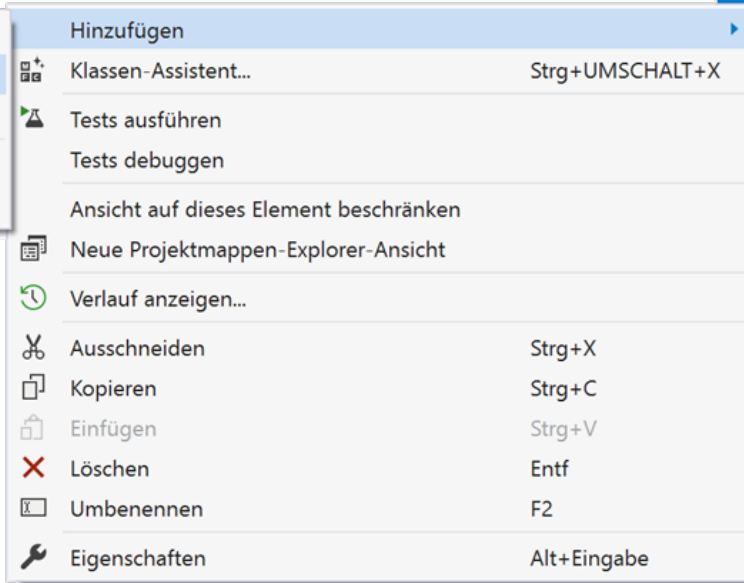 Hinzufügen
Klassen-Assistent... Strg+UMSCHALT+X
Tests ausführen
Tests debuggen
Ansicht auf dieses Element beschränken
Neue Projektmappen-Explorer-Ansicht
Verlauf anzeigen...
Ausschneiden Strg+X
Kopieren Strg+C
Einfügen Strg+V
Löschen Entf
Umbenennen F2
Eigenschaften Alt+Eingabe